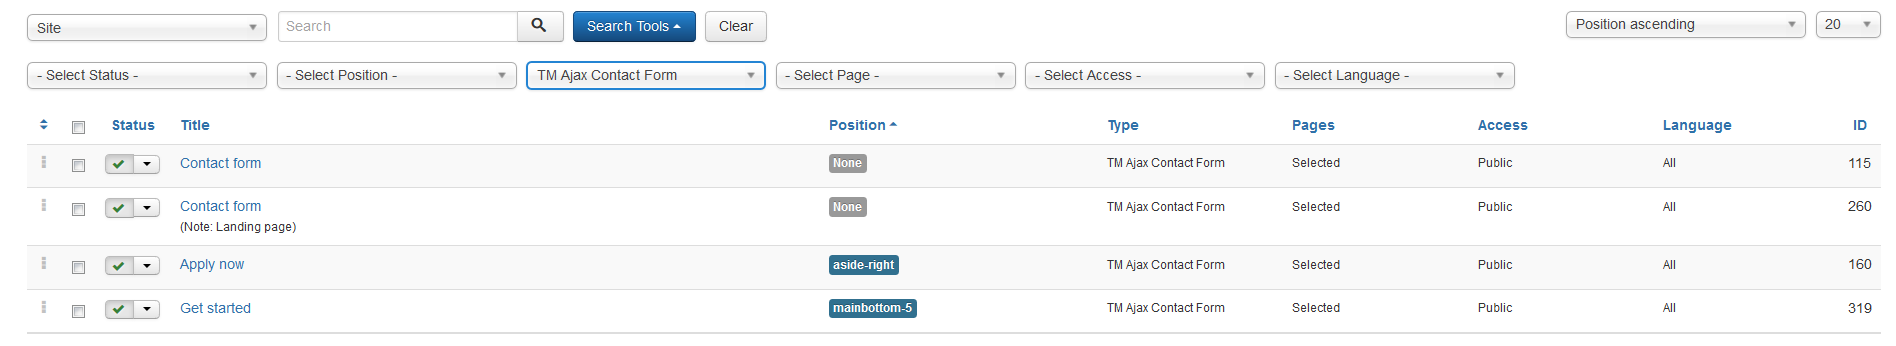 Site Search Search Tools Clear Position ascending 20
- Select Status - - Select Position - TM Ajax Contact Form - Select Page - - Select Access - - Select Language -
Status Title Position Type Pages Access Language ID
Contact form None TM Ajax Contact Form Selected Public All 115
Contact form None TM Ajax Contact Form Selected Public All 260
(Note: Landing page)
Apply now aside-right TM Ajax Contact Form Selected Public All 160
Get started mainbottom-5 TM Ajax Contact Form Selected Public All 319